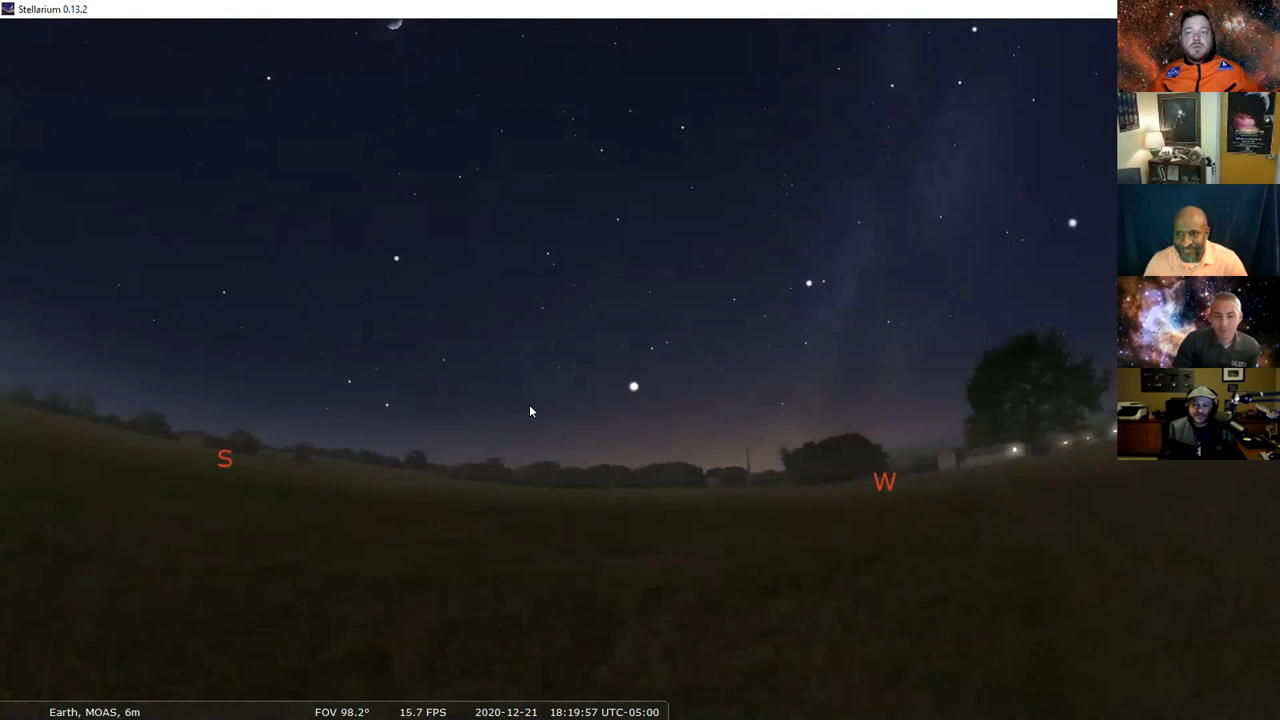 Stellarium 0.13.2
S
W
Earth, MOAS, 6m FOV 98.2° 15.7 FPS 2020-12-21 18:19:57 UTC-05:00